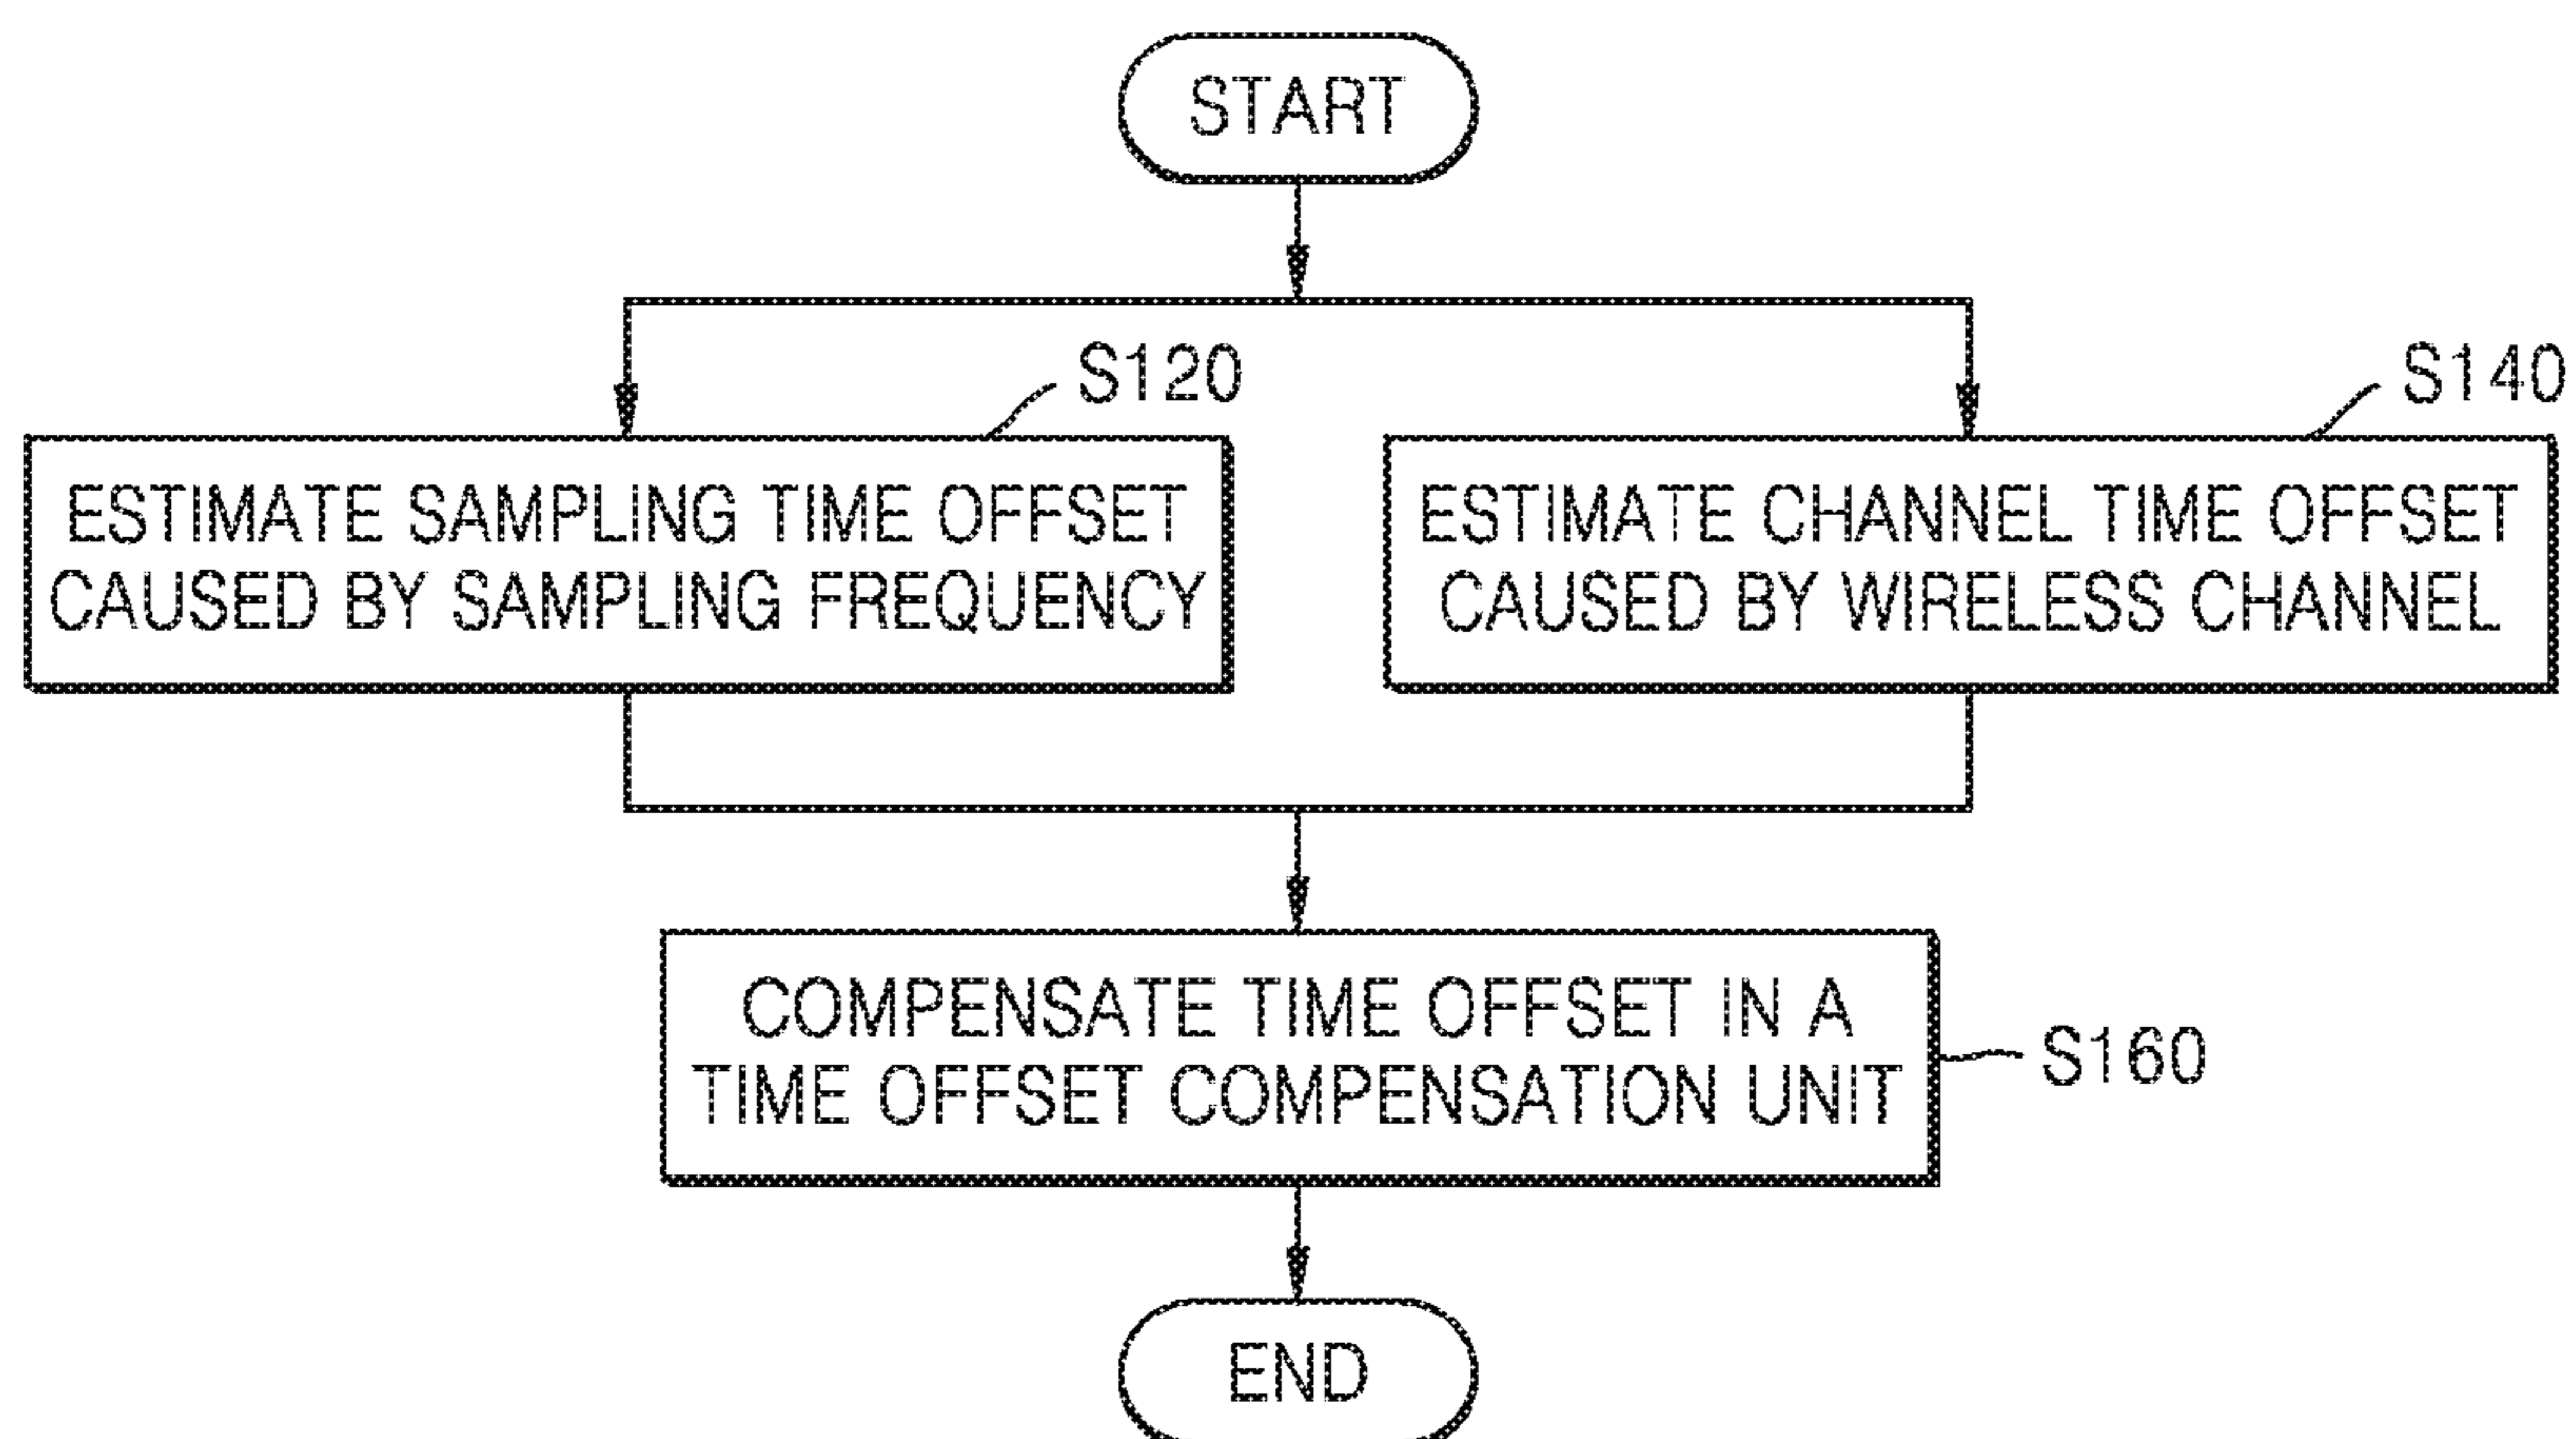 START
S120
S140
ESTIMATE SAMPLING TIME OFFSET
CAUSED BY SAMPLING FREQUENCY
ESTIMATE CHANNEL TIME OFFSET
CAUSED BY WIRELESS CHANNEL
COMPENSATE TIME OFFSET IN A
TIME OFFSET COMPENSATION UNIT
S160
END